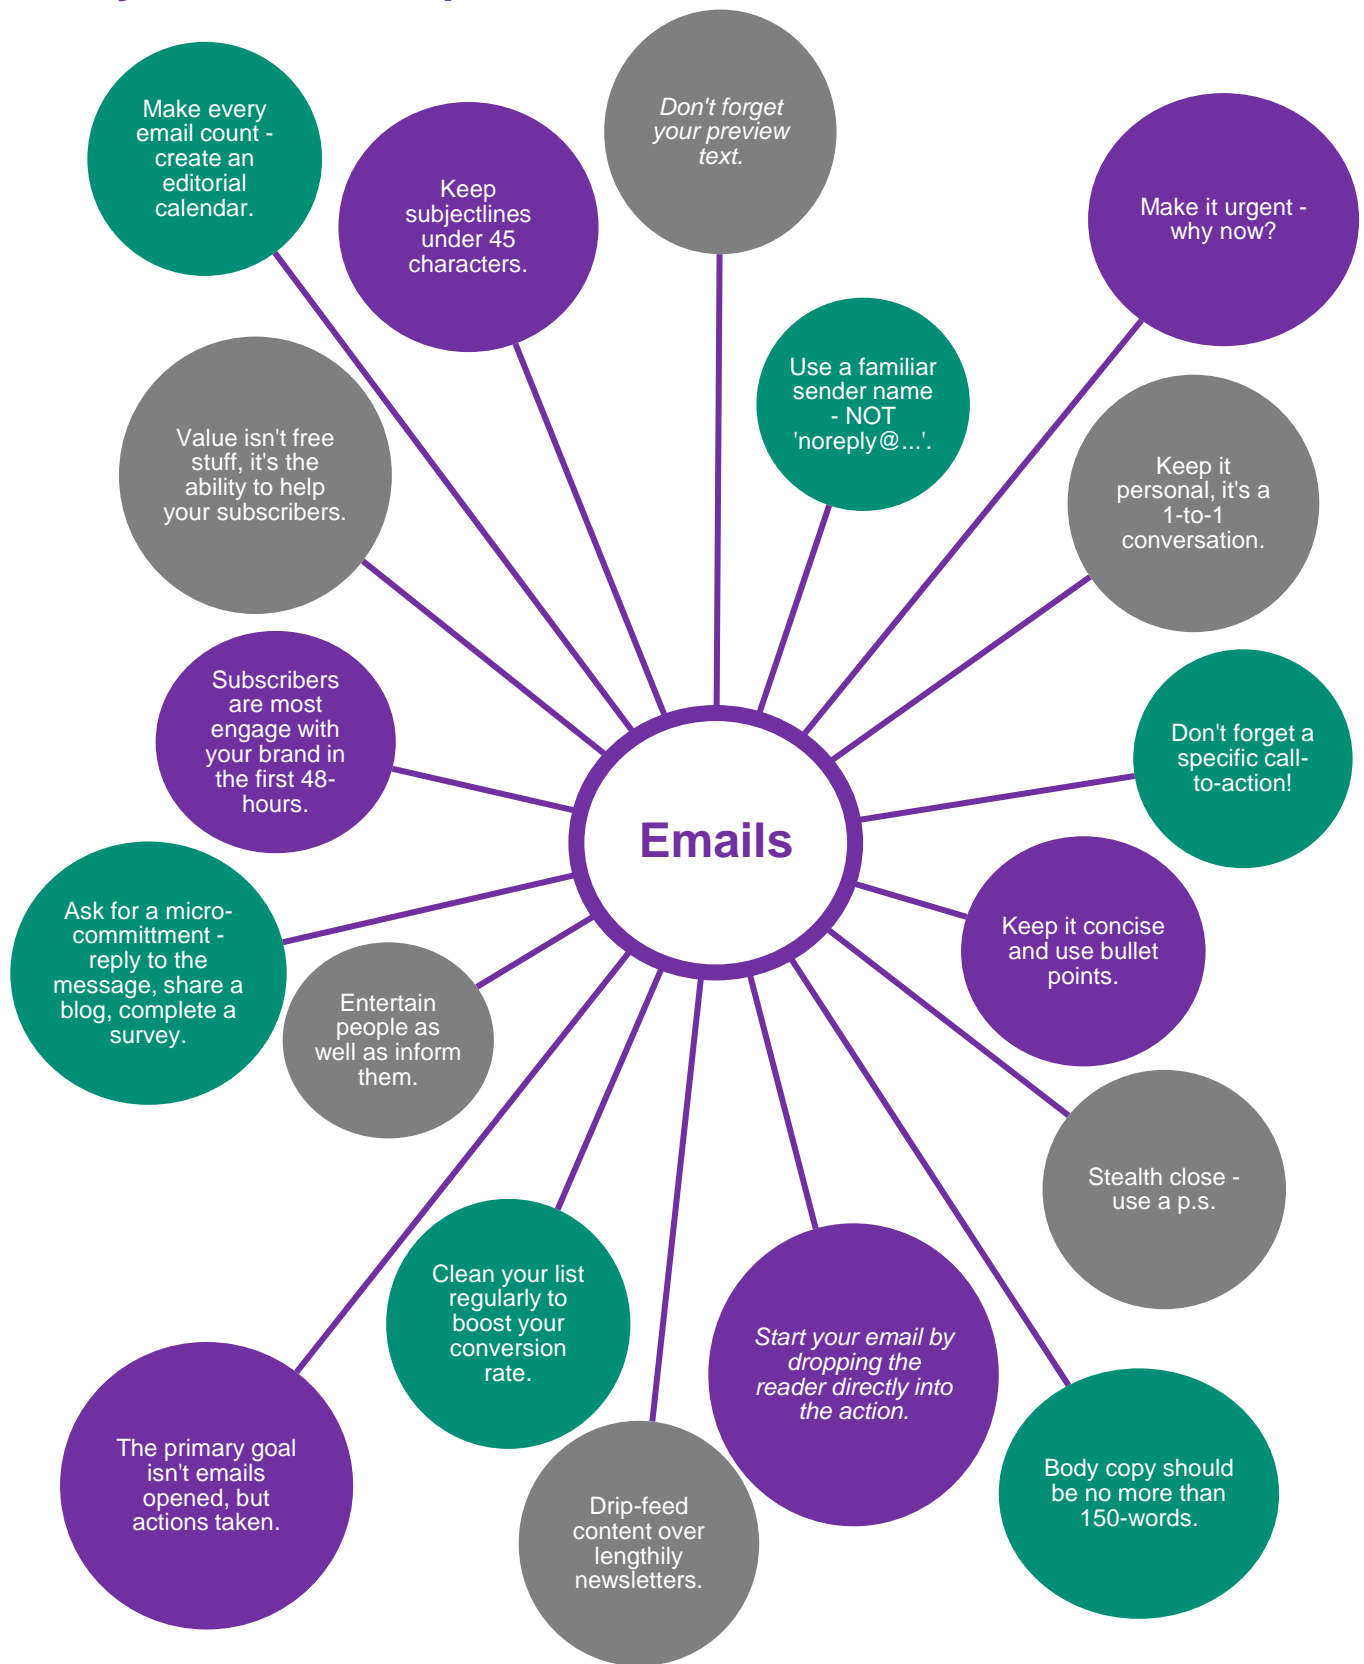 Make every
email count -
create an
editorial
calendar.
Keep
subjectlines
under 45
characters.
Don't forget
your preview
text.
Make it urgent -
why now?
Use a familiar
sender name
- NOT
'noreply@...'.
Value isn't free
stuff, it's the
ability to help
your subscribers.
Keep it
personal, it's a
1-to-1
conversation.
Subscribers
are most
engage with
your brand in
the first 48-
hours.
Don't forget a
specific call-
to-action!
Emails
Ask for a micro-
committment -
reply to the
message, share a
blog, complete a
survey.
Keep it concise
and use bullet
points.
Entertain
people as
well as inform
them.
Stealth close -
use a p.s.
Clean your list
regularly to
boost your
conversion
rate.
Start your email by
dropping the
reader directly into
the action.
The primary goal
isn't emails
opened, but
actions taken.
Drip-feed
content over
lengthily
newsletters.
Body copy should
be no more than
150-words.